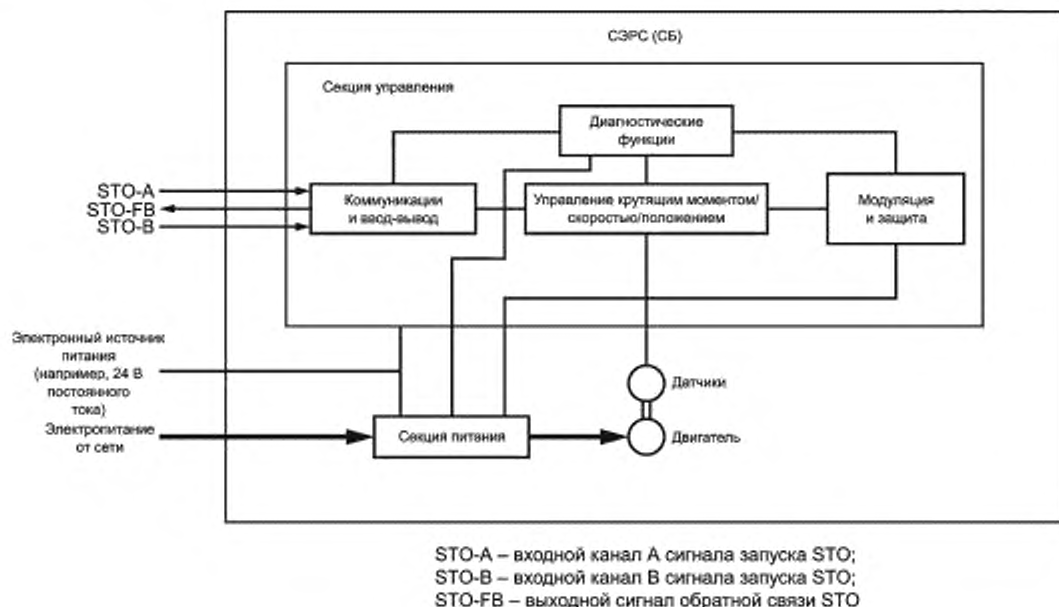 СЭРС (СБ)
Секция управления
Диагностические
функции
STO-A
STO-FB
STO-B
Коммуникации
и ввод-вывод
Управление крутящим моментом/
скоростью/положением
Модуляция
и защита
Электронный источник
питания
(например, 24 В
постоянного
тока)
Электропитание
от сети
Секция питания
Датчики
Двигатель
STO-A – входной канал А сигнала запуска STO;
STO-B – входной канал В сигнала запуска STO;
STO-FB – выходной сигнал обратной связи STO